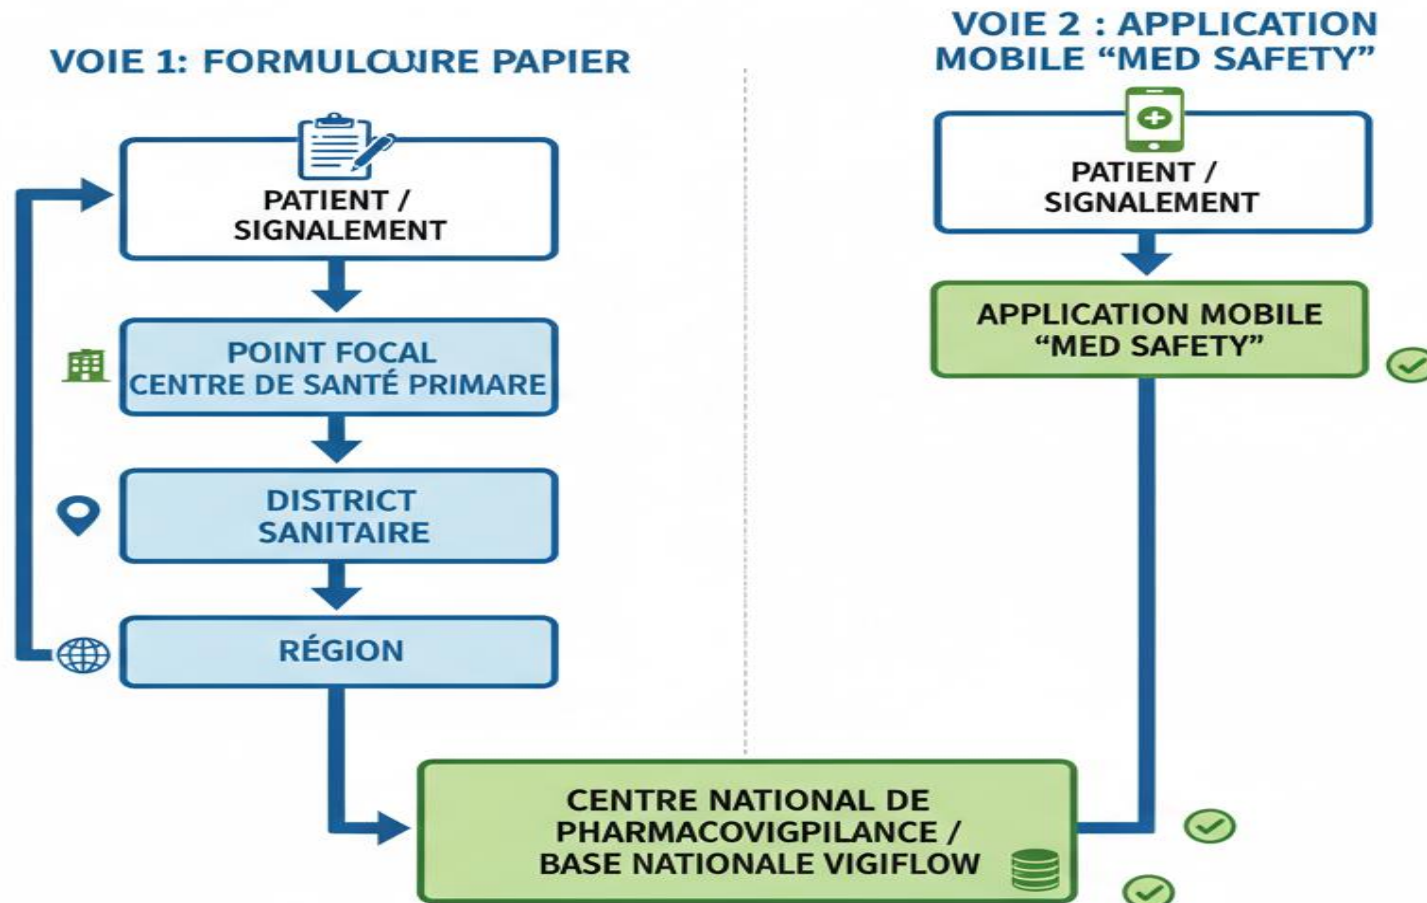 VOIE 1: FORMULOUJRE PAPIER
PATIENT /
SIGNALEMENT
POINT FOCAL
CENTRE DE SANTÉ PRIMARE
DISTRICT
SANITAIRE
RÉGION
VOIE 2 : APPLICATION
MOBILE “MED SAFETY”
PATIENT /
SIGNALEMENT
APPLICATION MOBILE
“MED SAFETY”
CENTRE NATIONAL DE
PHARMACOVIGPILANCE /
BASE NATIONALE VIGIFLOW